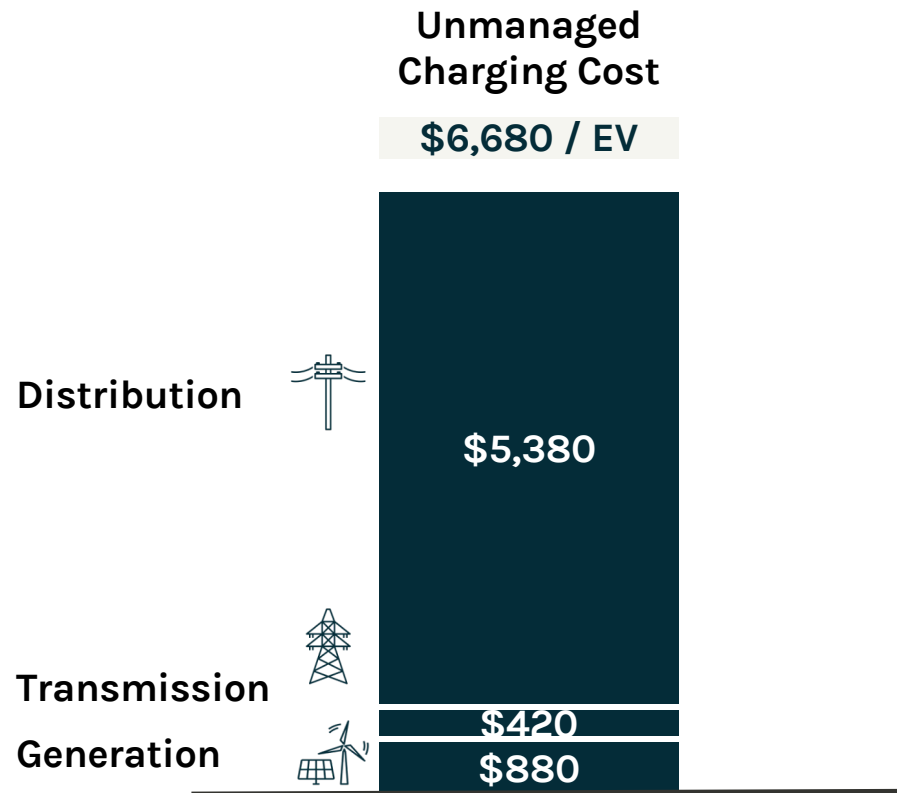 Unmanaged
Charging Cost
$6,680 / EV
Distribution
$5,380
Transmission
$420
Generation
$880